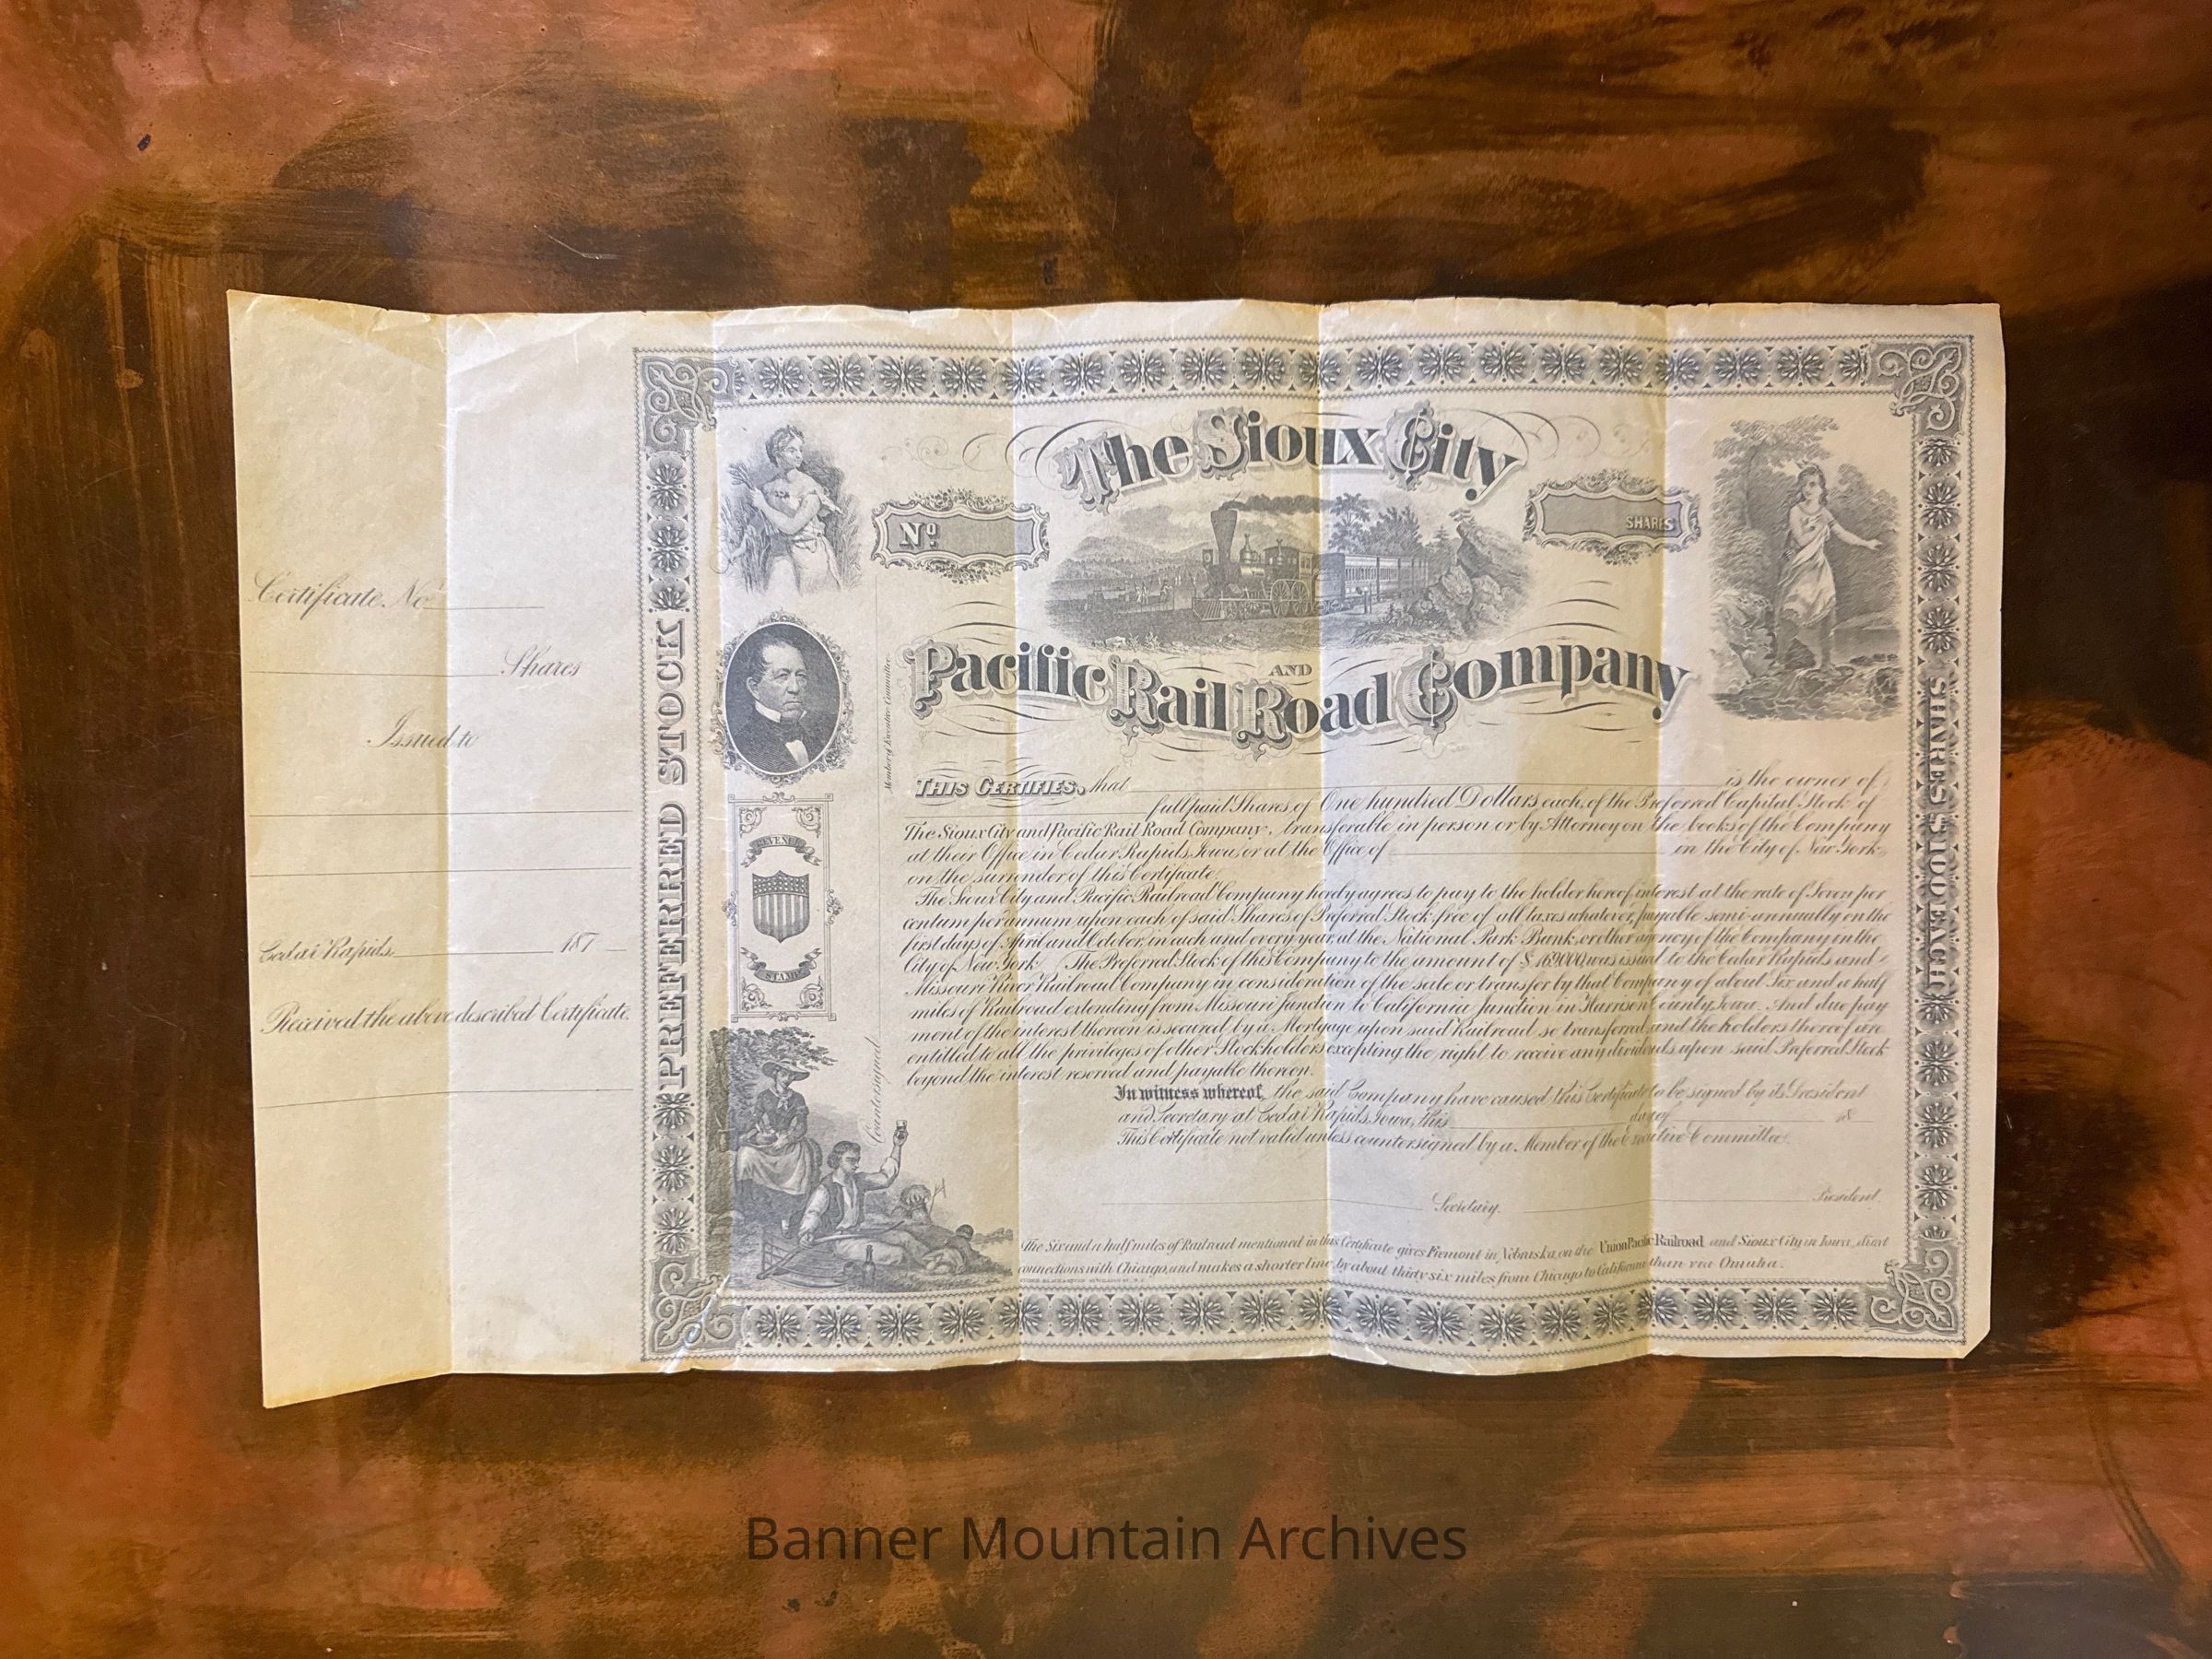 Certificate No.
Shares
Issued to
Cedar Rapids 187
Received the above described Certificate.
PREFERRED STOCK
The Sioux City
No.
SHARES
AND
Pacific Rail Road Company
Member of Executive Committee.
Countersigned
REVENUE
STAMP
This Certifies, that is the owner of
full paid Shares, of One hundred Dollars each, of the Preferred Capital Stock of
The Sioux City and Pacific Rail Road Company, transferable in person or by Attorney on the books of the Company
at their Office in Cedar Rapids, Iowa, or at the Office of in the City of New York,
on the surrender of this Certificate.
The Sioux City and Pacific Railroad Company hereby agrees to pay to the holder hereof interest at the rate of Seven per
centum per annum upon each of said Shares of Preferred Stock, free of all taxes whatever, payable semi-annually on the
first days of April and October, in each and every year, at the National Park Bank, or other agency of the Company in the
City of New York. The Preferred Stock of this Company to the amount of $ 169000, was issued to the Cedar Rapids and
Missouri River Railroad Company in consideration of the sale or transfer by that Company of about Six and a half
miles of Railroad extending from Missouri Junction to California Junction in Harrison County, Iowa. And due pay
ment of the interest thereon is secured by a Mortgage upon said Railroad so transferred, and the holders thereof are
entitled to all the privileges of other Stockholders excepting the right to receive any dividends upon said Preferred Stock
beyond the interest reserved and payable thereon.
In witness whereof, the said Company have caused this Certificate to be signed by its President
and Secretary at Cedar Rapids, Iowa, this day of 18
This Certificate not valid unless countersigned by a Member of the Executive Committee.
Secretary. President.
The Six and a half miles of Railroad mentioned in this Certificate gives Fremont in Nebraska, on the Union Pacific Railroad and Sioux City in Iowa, direct
connections with Chicago, and makes a shorter line by about thirty six miles from Chicago to California than via Omaha.
SHARES $100 EACH
Banner Mountain Archives